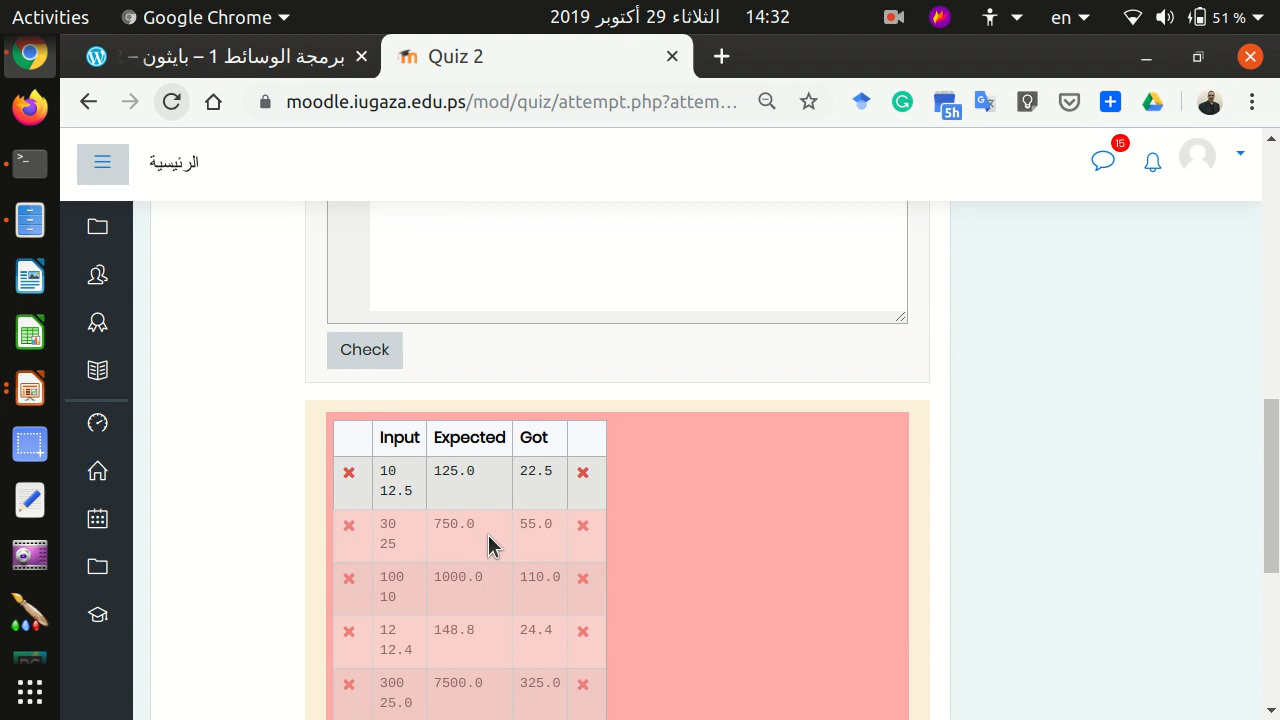 Activities
Google Chrome
الثلاثاء 29 أكتوبر 2019
14:32
en
51 %
برمجة الوسائط 1 – بايثون –
Quiz 2
moodle.iugaza.edu.ps/mod/quiz/attempt.php?attem...
5h
الرئيسية
15
Check
Input Expected Got
10 125.0 22.5
12.5
30 750.0 55.0
25
100 1000.0 110.0
10
12 148.8 24.4
12.4
300 7500.0 325.0
25.0